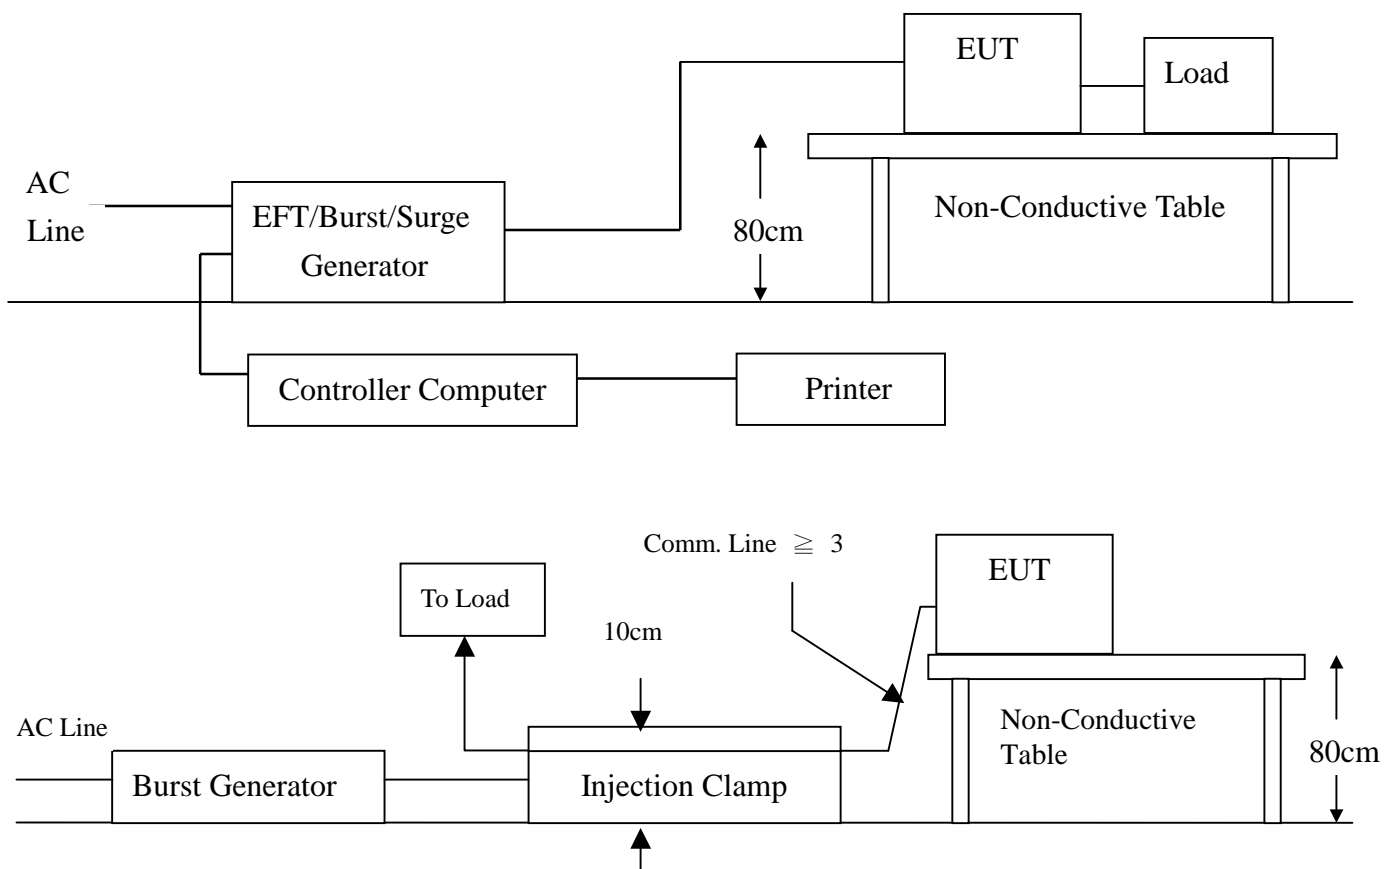 EUT
Load
AC
Line
EFT/Burst/Surge
Generator
80cm
Non-Conductive Table
Controller Computer
Printer
Comm. Line ≧ 3
EUT
To Load
10cm
AC Line
Non-Conductive
Table
80cm
Burst Generator
Injection Clamp